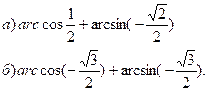 а) arc cos 1/2 + arcsin(− √2/2)
б) arc cos(− √3/2) + arcsin(− √3/2).